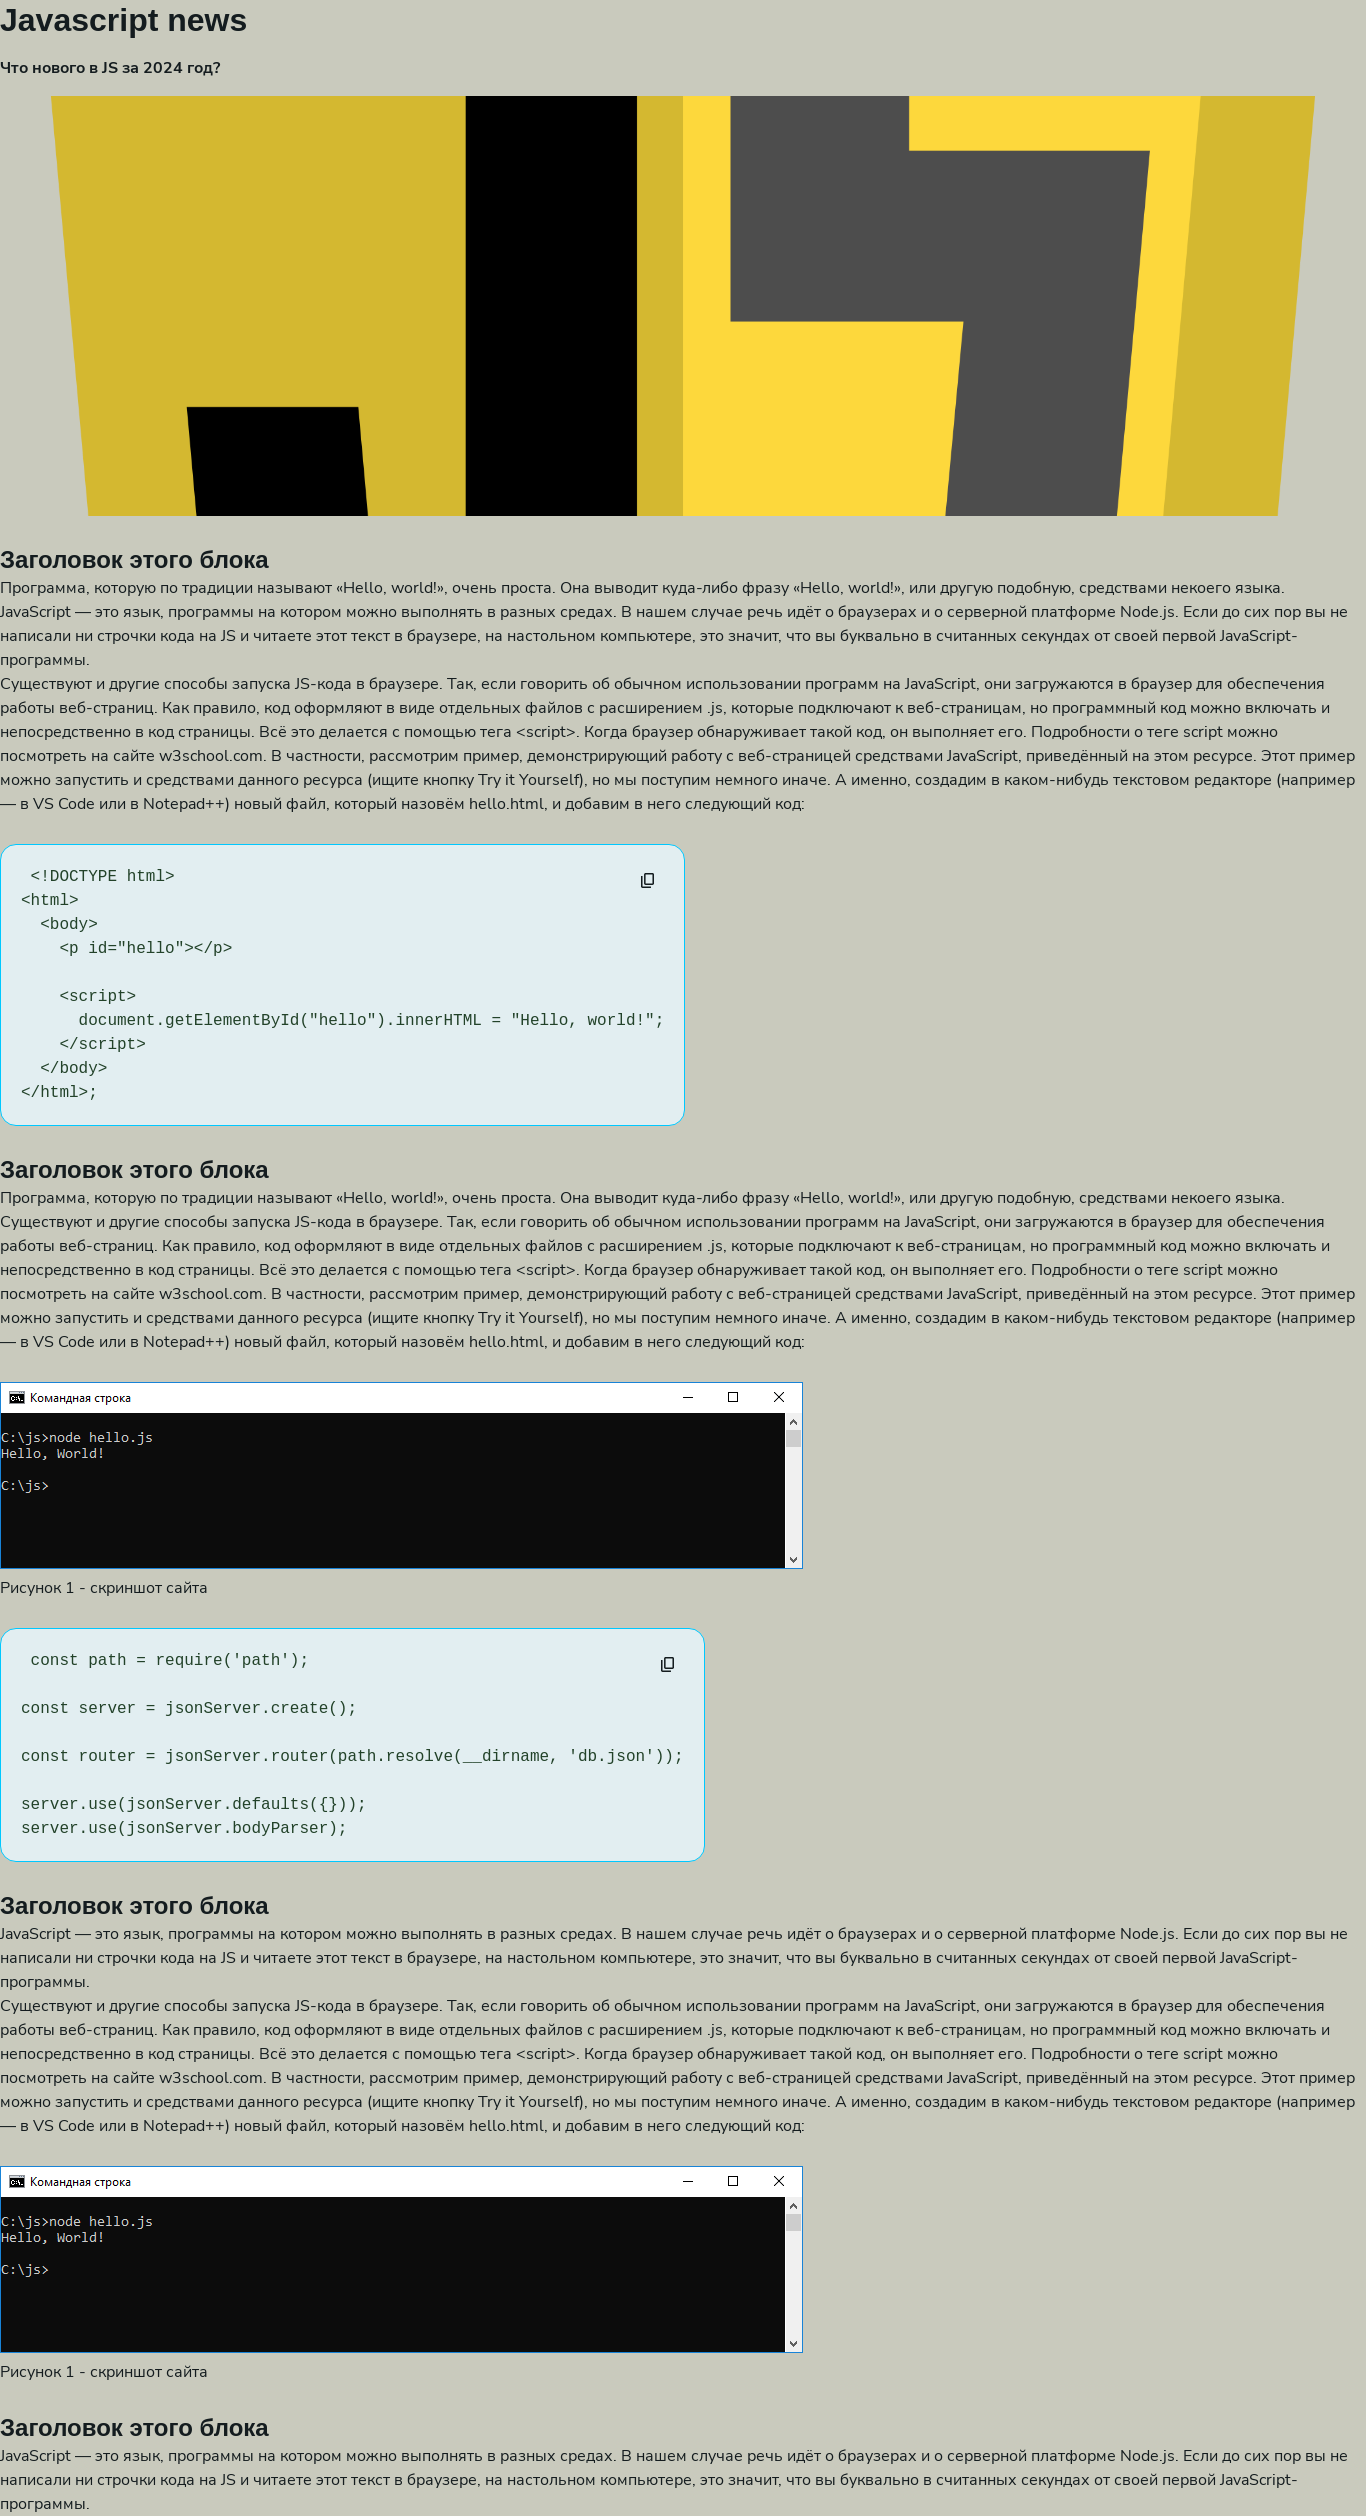 Javascript news
Что нового в JS за 2024 год?
Заголовок этого блока
Программа, которую по традиции называют «Hello, world!», очень проста. Она выводит куда-либо фразу «Hello, world!», или другую подобную, средствами некоего языка.
JavaScript — это язык, программы на котором можно выполнять в разных средах. В нашем случае речь идёт о браузерах и о серверной платформе Node.js. Если до сих пор вы не
написали ни строчки кода на JS и читаете этот текст в браузере, на настольном компьютере, это значит, что вы буквально в считанных секундах от своей первой JavaScript-
программы.
Существуют и другие способы запуска JS-кода в браузере. Так, если говорить об обычном использовании программ на JavaScript, они загружаются в браузер для обеспечения
работы веб-страниц. Как правило, код оформляют в виде отдельных файлов с расширением .js, которые подключают к веб-страницам, но программный код можно включать и
непосредственно в код страницы. Всё это делается с помощью тега <script>. Когда браузер обнаруживает такой код, он выполняет его. Подробности о теге script можно
посмотреть на сайте w3school.com. В частности, рассмотрим пример, демонстрирующий работу с веб-страницей средствами JavaScript, приведённый на этом ресурсе. Этот пример
можно запустить и средствами данного ресурса (ищите кнопку Try it Yourself), но мы поступим немного иначе. А именно, создадим в каком-нибудь текстовом редакторе (например
— в VS Code или в Notepad++) новый файл, который назовём hello.html, и добавим в него следующий код:
<!DOCTYPE html>
<html>
<body>
<p id="hello"></p>
<script>
document.getElementById("hello").innerHTML = "Hello, world!";
</script>
</body>
</html>;
Заголовок этого блока
Программа, которую по традиции называют «Hello, world!», очень проста. Она выводит куда-либо фразу «Hello, world!», или другую подобную, средствами некоего языка.
Существуют и другие способы запуска JS-кода в браузере. Так, если говорить об обычном использовании программ на JavaScript, они загружаются в браузер для обеспечения
работы веб-страниц. Как правило, код оформляют в виде отдельных файлов с расширением .js, которые подключают к веб-страницам, но программный код можно включать и
непосредственно в код страницы. Всё это делается с помощью тега <script>. Когда браузер обнаруживает такой код, он выполняет его. Подробности о теге script можно
посмотреть на сайте w3school.com. В частности, рассмотрим пример, демонстрирующий работу с веб-страницей средствами JavaScript, приведённый на этом ресурсе. Этот пример
можно запустить и средствами данного ресурса (ищите кнопку Try it Yourself), но мы поступим немного иначе. А именно, создадим в каком-нибудь текстовом редакторе (например
— в VS Code или в Notepad++) новый файл, который назовём hello.html, и добавим в него следующий код:
Командная строка
C:\js>node hello.js
Hello, World!
C:\js>
Рисунок 1 - скриншот сайта
const path = require('path');
const server = jsonServer.create();
const router = jsonServer.router(path.resolve(__dirname, 'db.json'));
server.use(jsonServer.defaults({}));
server.use(jsonServer.bodyParser);
Заголовок этого блока
JavaScript — это язык, программы на котором можно выполнять в разных средах. В нашем случае речь идёт о браузерах и о серверной платформе Node.js. Если до сих пор вы не
написали ни строчки кода на JS и читаете этот текст в браузере, на настольном компьютере, это значит, что вы буквально в считанных секундах от своей первой JavaScript-
программы.
Существуют и другие способы запуска JS-кода в браузере. Так, если говорить об обычном использовании программ на JavaScript, они загружаются в браузер для обеспечения
работы веб-страниц. Как правило, код оформляют в виде отдельных файлов с расширением .js, которые подключают к веб-страницам, но программный код можно включать и
непосредственно в код страницы. Всё это делается с помощью тега <script>. Когда браузер обнаруживает такой код, он выполняет его. Подробности о теге script можно
посмотреть на сайте w3school.com. В частности, рассмотрим пример, демонстрирующий работу с веб-страницей средствами JavaScript, приведённый на этом ресурсе. Этот пример
можно запустить и средствами данного ресурса (ищите кнопку Try it Yourself), но мы поступим немного иначе. А именно, создадим в каком-нибудь текстовом редакторе (например
— в VS Code или в Notepad++) новый файл, который назовём hello.html, и добавим в него следующий код:
Командная строка
C:\js>node hello.js
Hello, World!
C:\js>
Рисунок 1 - скриншот сайта
Заголовок этого блока
JavaScript — это язык, программы на котором можно выполнять в разных средах. В нашем случае речь идёт о браузерах и о серверной платформе Node.js. Если до сих пор вы не
написали ни строчки кода на JS и читаете этот текст в браузере, на настольном компьютере, это значит, что вы буквально в считанных секундах от своей первой JavaScript-
программы.